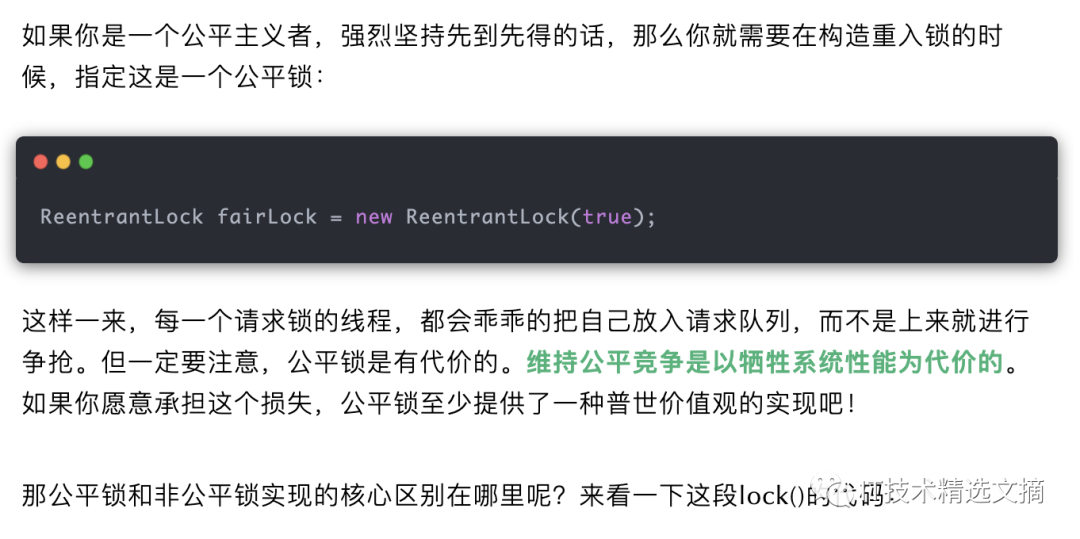 如果你是一个公平主义者，强烈坚持先到先得的话，那么你就需要在构造重入锁的时
候，指定这是一个公平锁：
ReentrantLock fairLock = new ReentrantLock(true);
这样一来，每一个请求锁的线程，都会乖乖的把自己放入请求队列，而不是上来就进行
争抢。但一定要注意，公平锁是有代价的。维持公平竞争是以牺牲系统性能为代价的。
如果你愿意承担这个损失，公平锁至少提供了一种普世价值观的实现吧！
那公平锁和非公平锁实现的核心区别在哪里呢？来看一下这段lock()的代码
技术精选文摘